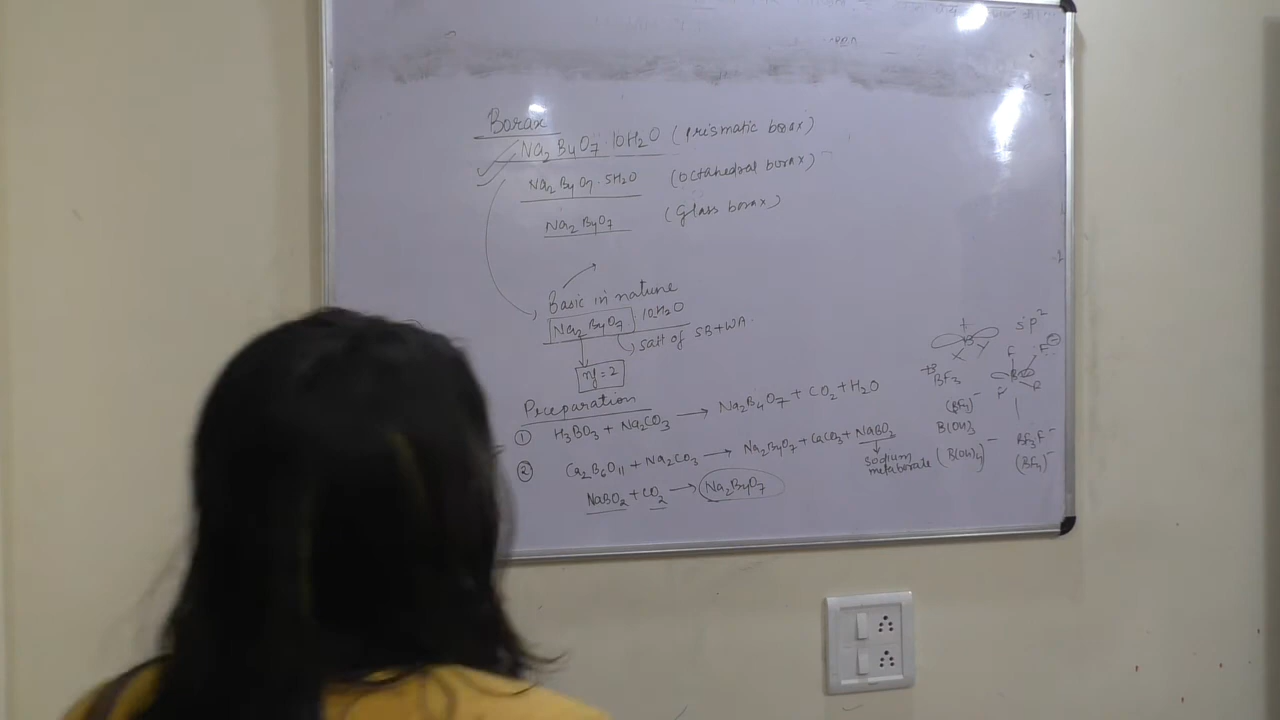 Borax
Na2B4O7.10H2O (prismatic borax)
Na2B4O7.5H2O (octahedral borax)
Na2B4O7 (Glass borax)
Basic in nature
Na2B4O7.10H2O
salt of SB+WA.
nf=2
Preparation
① H3BO3 + Na2CO3 → Na2B4O7 + CO2 + H2O
② Ca2B6O11 + Na2CO3 → Na2B4O7 + CaCO3 + NaBO2
sodium
metaborate
NaBO2 + CO2 → Na2B4O7
sp2
B
X Y
+3
BF3
(BF4)-
B(OH)3
(B(OH)4)-
F F
B
F F
BF3F-
(BF4)-